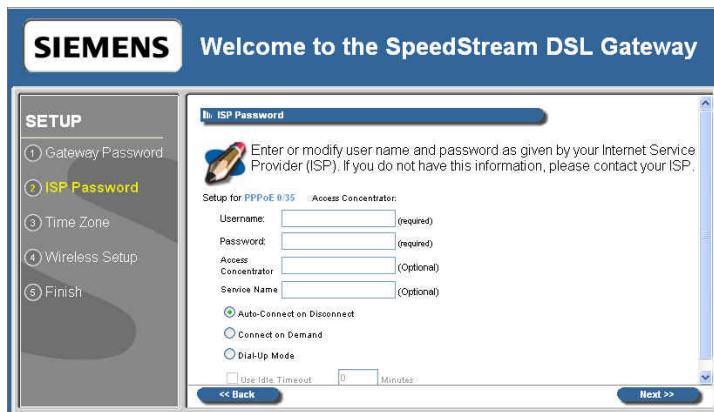 SIEMENS
Welcome to the SpeedStream DSL Gateway
SETUP
1 Gateway Password
2 ISP Password
3 Time Zone
4 Wireless Setup
5 Finish
ISP Password
Enter or modify user name and password as given by your Internet Service
Provider (ISP). If you do not have this information, please contact your ISP.
Setup for PPPoE 0/35 Access Concentrator:
Username: (required)
Password: (required)
Access
Concentrator (Optional)
Service Name (Optional)
Auto-Connect on Disconnect
Connect on Demand
Dial-Up Mode
Use Idle Timeout 0 Minutes
<< Back
Next >>